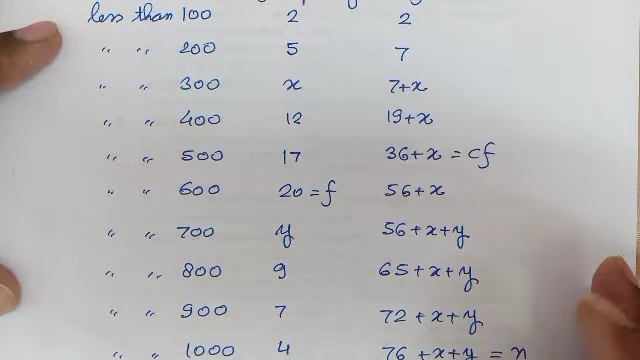 less than 100 2 2
" " 200 5 7
" " 300 x 7+x
" " 400 12 19+x
" " 500 17 36+x = cf
" " 600 20 = f 56+x
" " 700 y 56+x+y
" " 800 9 65+x+y
" " 900 7 72+x+y
" " 1000 4 76+x+y = n